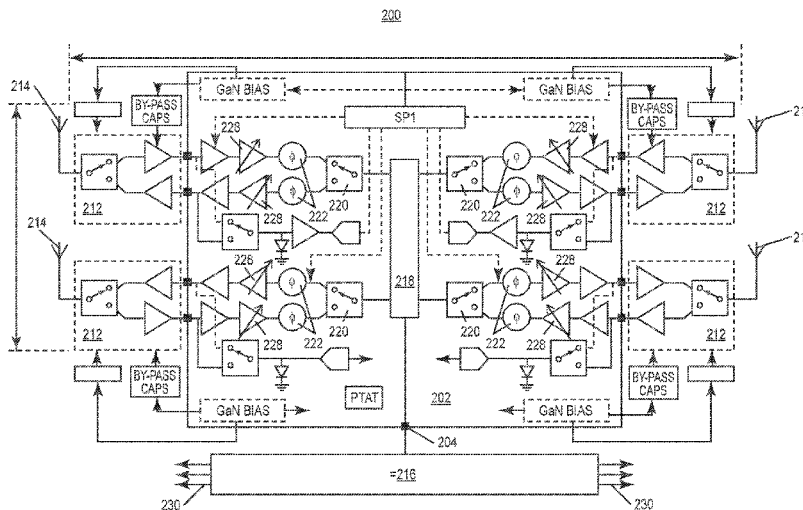 200
214
GaN BIAS
GaN BIAS
BY-PASS
CAPS
BY-PASS
CAPS
SP1
21
228
228
ϕ
ϕ
ϕ
ϕ
212
228
222
220
220
222
228
212
214
218
21
226
228
ϕ
ϕ
ϕ
ϕ
212
228
222
220
220
222
228
212
BY-PASS
CAPS
BY-PASS
CAPS
PTAT
202
GaN BIAS
GaN BIAS
204
=216
230
230